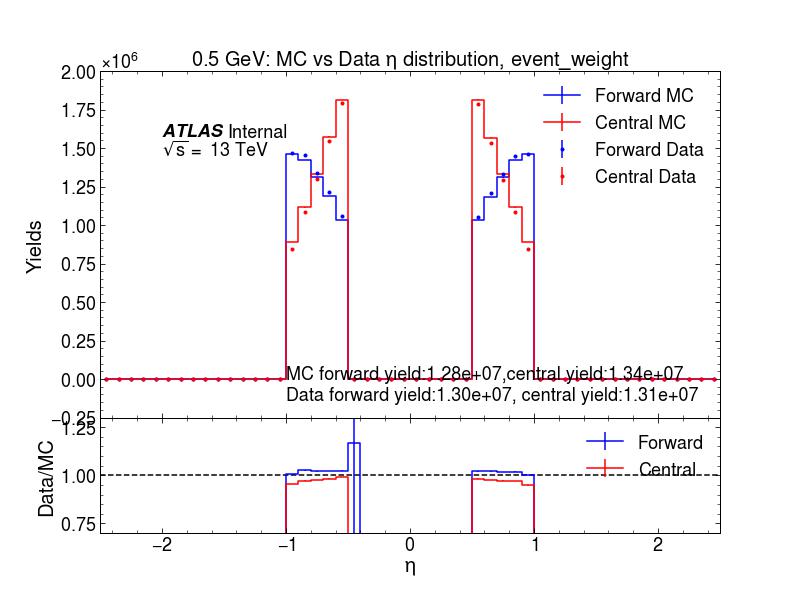 0.5 GeV: MC vs Data η distribution, event_weight
×10⁶
2.00
1.75
1.50
1.25
1.00
0.75
0.50
0.25
0.00
−0.25
Yields
ATLAS Internal
√s = 13 TeV
Forward MC
Central MC
Forward Data
Central Data
MC forward yield:1.28e+07,central yield:1.34e+07
Data forward yield:1.30e+07, central yield:1.31e+07
1.25
1.00
0.75
Data/MC
Forward
Central
−2 −1 0 1 2
η